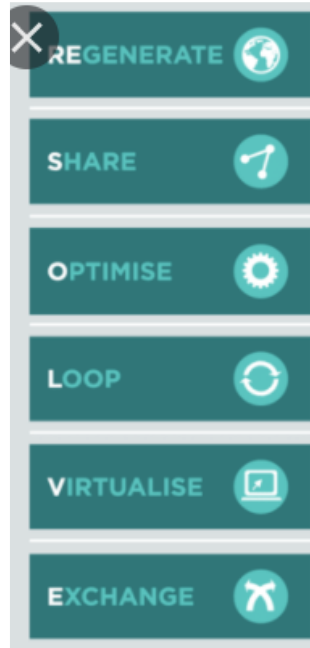 REGENERATE
SHARE
OPTIMISE
LOOP
VIRTUALISE
EXCHANGE